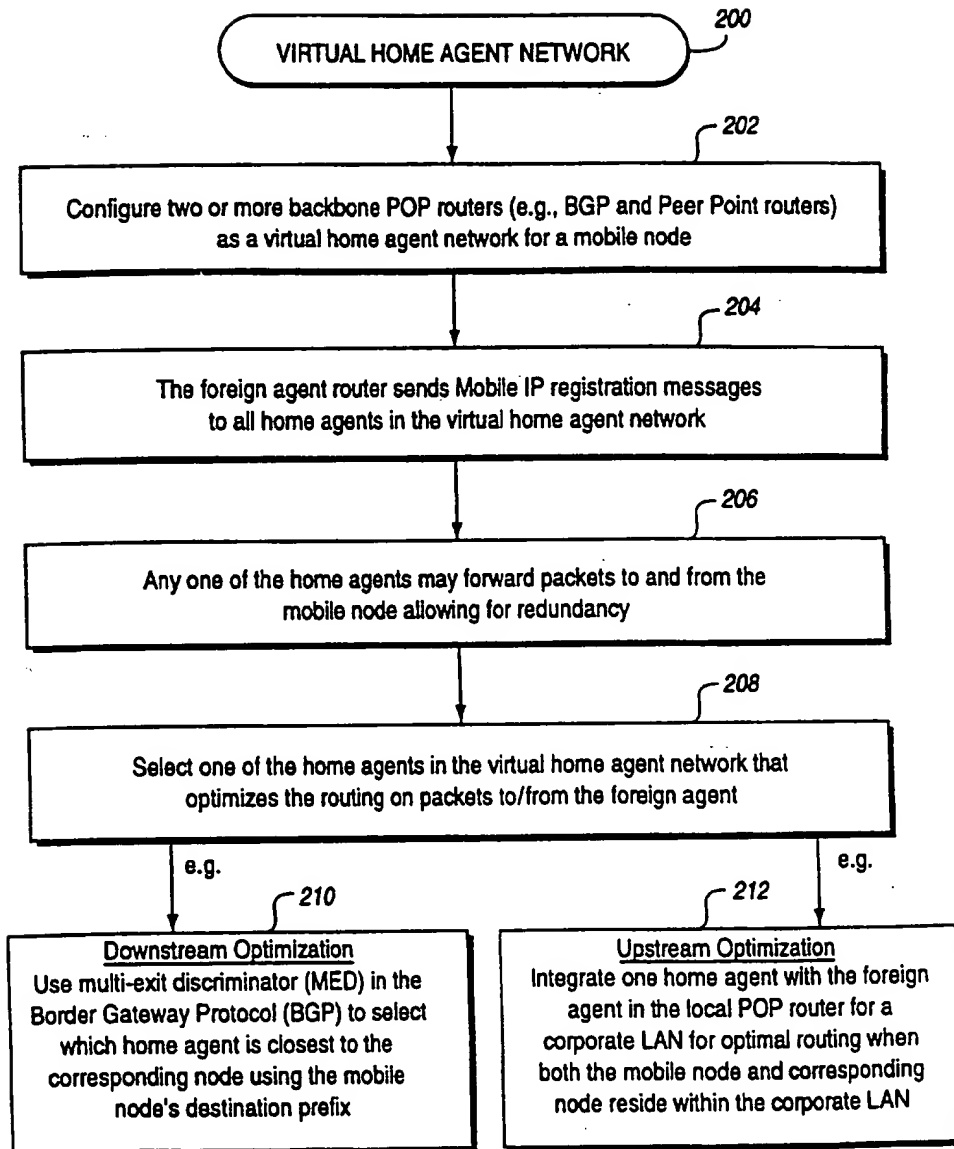 200
VIRTUAL HOME AGENT NETWORK
202
Configure two or more backbone POP routers (e.g., BGP and Peer Point routers)
as a virtual home agent network for a mobile node
204
The foreign agent router sends Mobile IP registration messages
to all home agents in the virtual home agent network
206
Any one of the home agents may forward packets to and from the
mobile node allowing for redundancy
208
Select one of the home agents in the virtual home agent network that
optimizes the routing on packets to/from the foreign agent
e.g.
210
Downstream Optimization
Use multi-exit discriminator (MED) in the
Border Gateway Protocol (BGP) to select
which home agent is closest to the
corresponding node using the mobile
node's destination prefix
e.g.
212
Upstream Optimization
Integrate one home agent with the foreign
agent in the local POP router for a
corporate LAN for optimal routing when
both the mobile node and corresponding
node reside within the corporate LAN